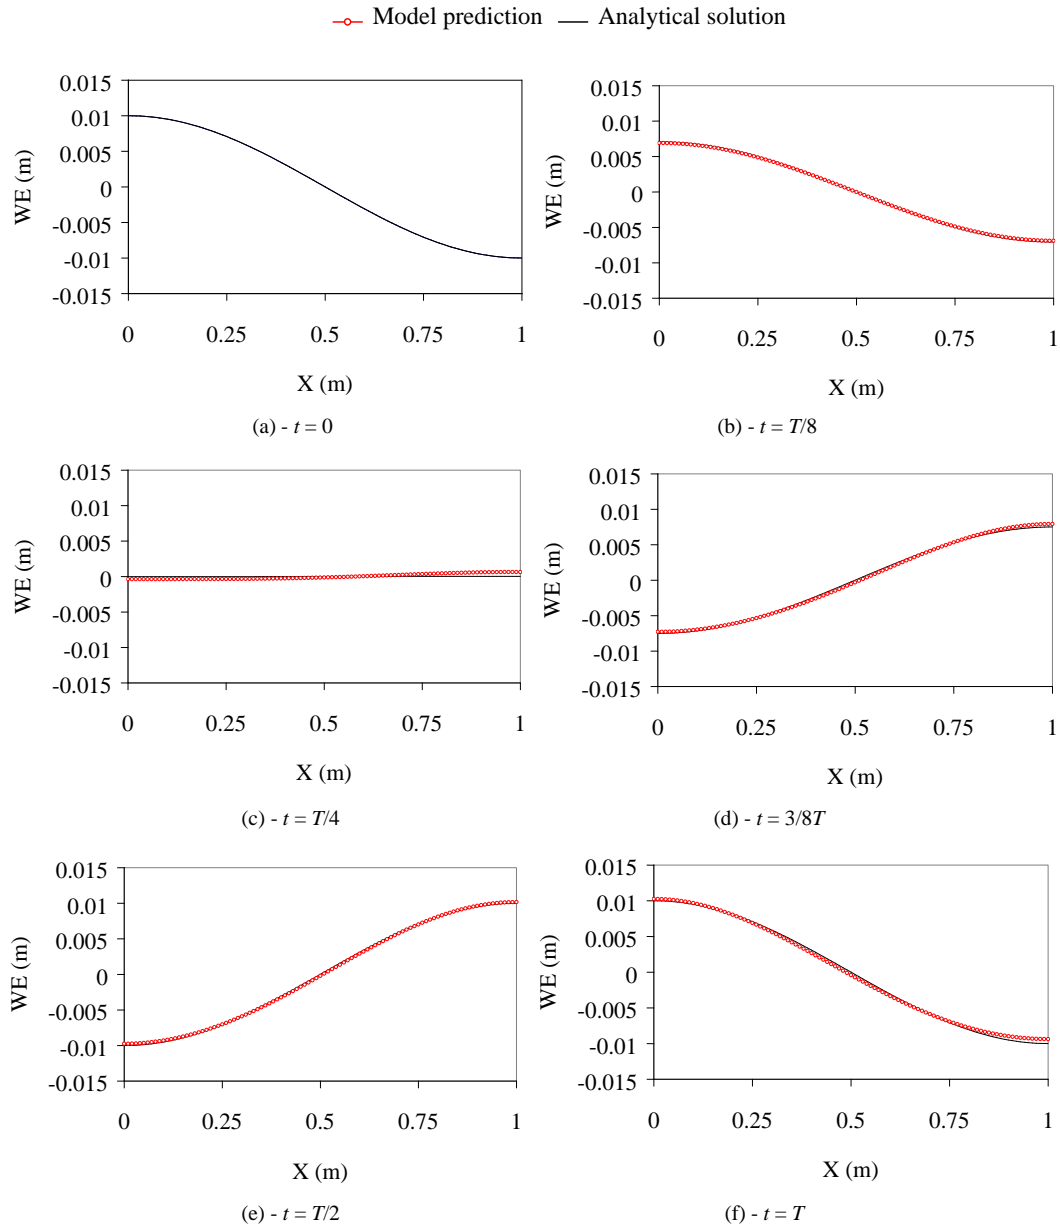 Model prediction Analytical solution
0.015
0.01
0.005
0
-0.005
-0.01
-0.015
WE (m)
0 0.25 0.5 0.75 1
X (m)
(a) - t = 0
0.015
0.01
0.005
0
-0.005
-0.01
-0.015
WE (m)
0 0.25 0.5 0.75 1
X (m)
(b) - t = T/8
0.015
0.01
0.005
0
-0.005
-0.01
-0.015
WE (m)
0 0.25 0.5 0.75 1
X (m)
(c) - t = T/4
0.015
0.01
0.005
0
-0.005
-0.01
-0.015
WE (m)
0 0.25 0.5 0.75 1
X (m)
(d) - t = 3/8T
0.015
0.01
0.005
0
-0.005
-0.01
-0.015
WE (m)
0 0.25 0.5 0.75 1
X (m)
(e) - t = T/2
0.015
0.01
0.005
0
-0.005
-0.01
-0.015
WE (m)
0 0.25 0.5 0.75 1
X (m)
(f) - t = T